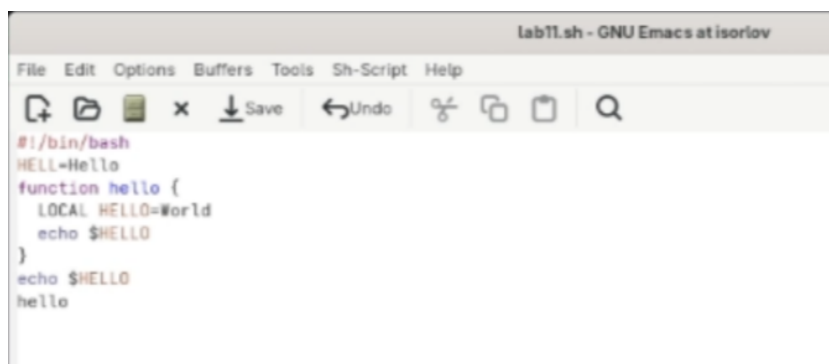 lab11.sh - GNU Emacs at isorlov
File Edit Options Buffers Tools Sh-Script Help
Save Undo
#!/bin/bash
HELL=Hello
function hello {
  LOCAL HELLO=World
  echo $HELLO
}
echo $HELLO
hello